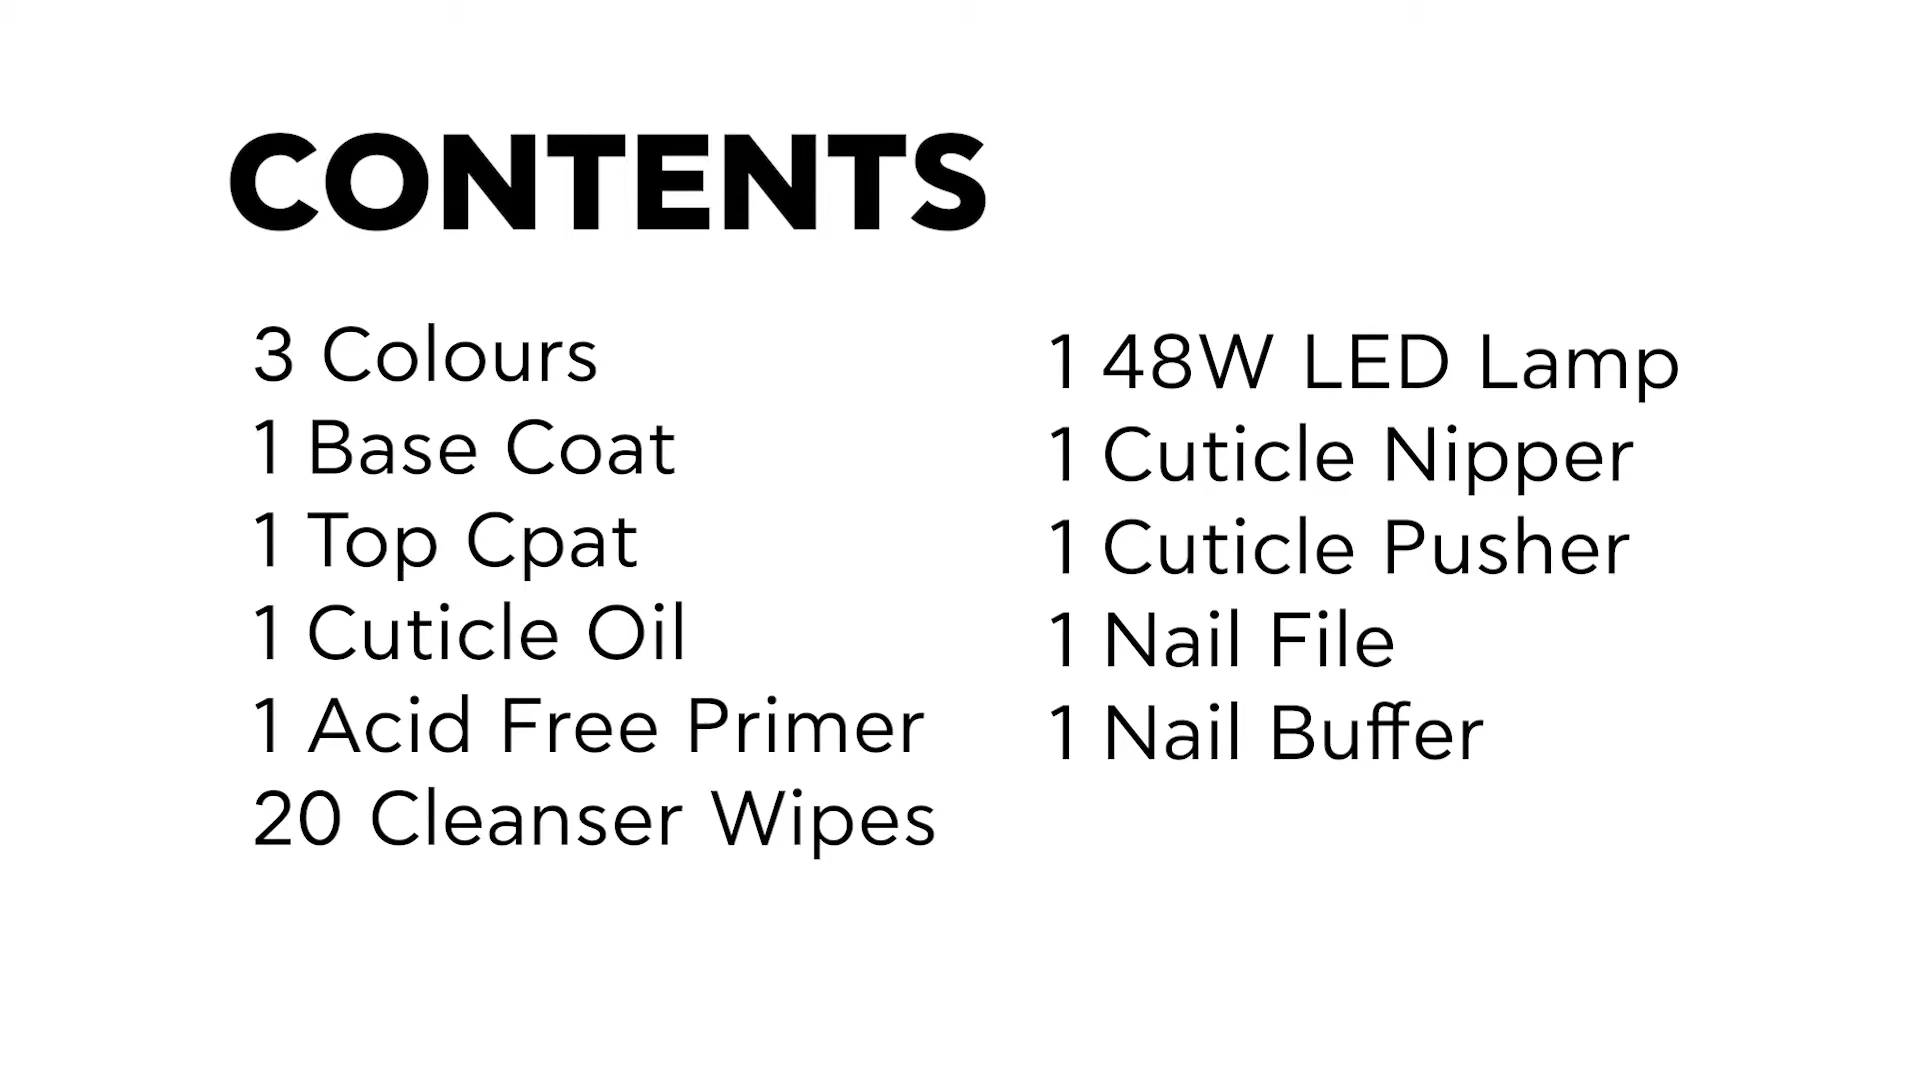 CONTENTS
3 Colours
1 Base Coat
1 Top Cpat
1 Cuticle Oil
1 Acid Free Primer
20 Cleanser Wipes
1 48W LED Lamp
1 Cuticle Nipper
1 Cuticle Pusher
1 Nail File
1 Nail Buffer